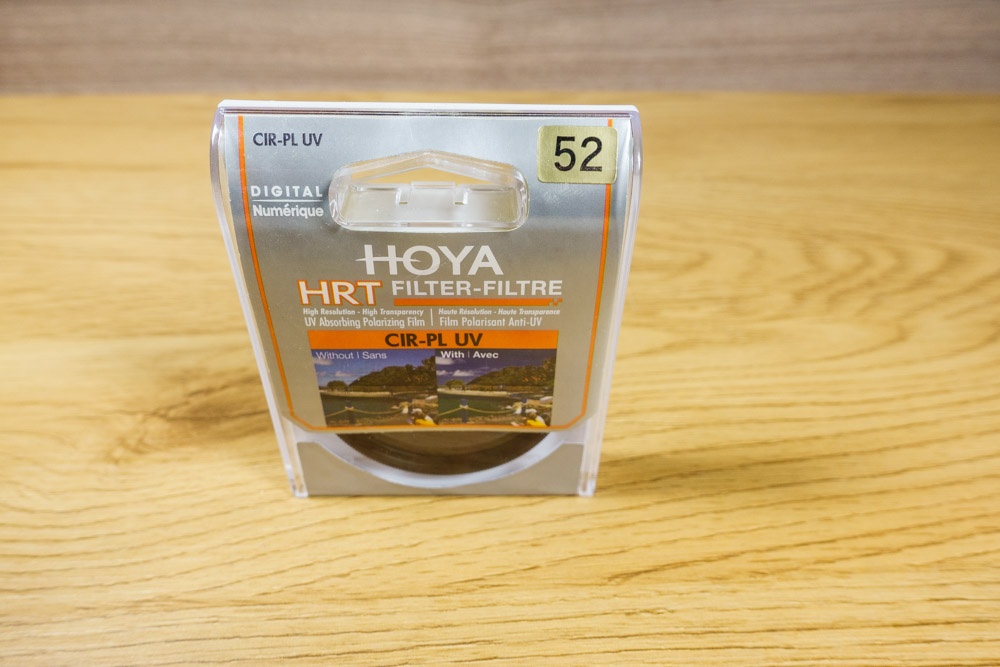 CIR-PL UV
52
DIGITAL
Numérique
HOYA
HRT FILTER-FILTRE
High Resolution - High Transparency | Haute Résolution - Haute Transparence
UV Absorbing Polarizing Film | Film Polarisant Anti-UV
CIR-PL UV
Without | Sans
With | Avec